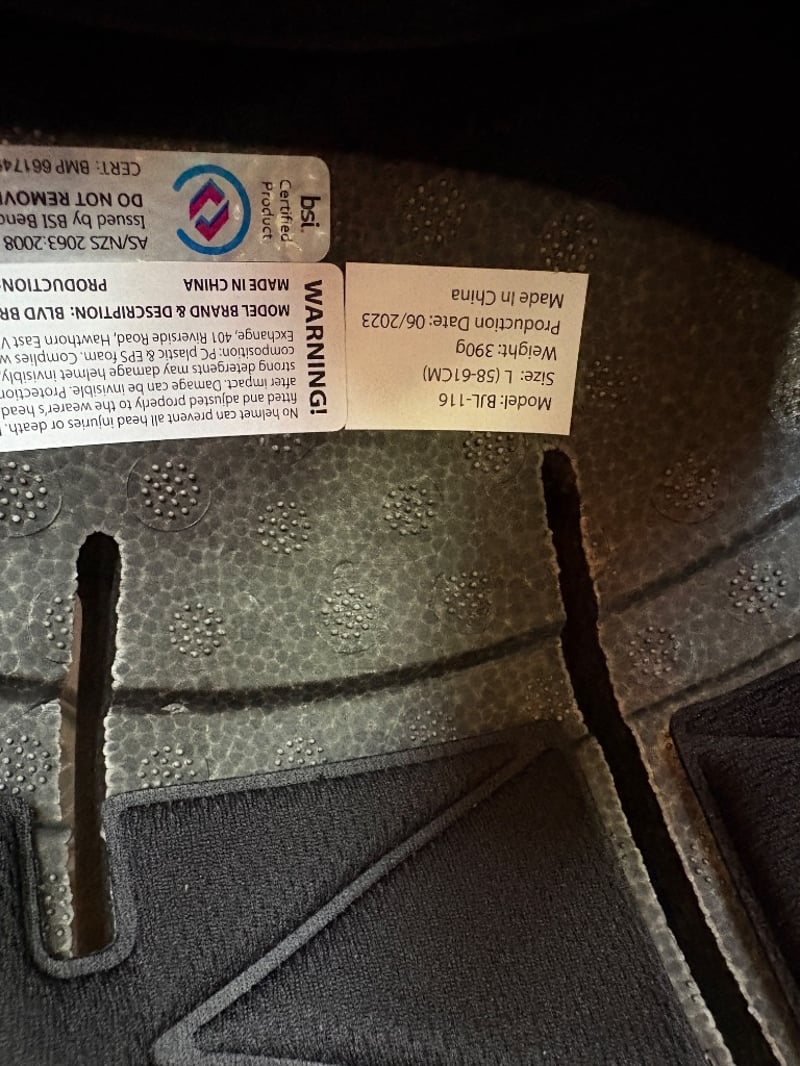 WARNING!
No helmet can prevent all head injuries or death.
fitted and adjusted properly to the wearer's head
after impact. Damage can be invisible. Protection
strong detergents may damage helmet invisibly,
composition: PC plastic & EPS foam. Complies
Exchange, 401 Riverside Road, Hawthorn East
MODEL BRAND & DESCRIPTION: BLVD BR
MADE IN CHINA PRODUCTION
AS/NZS 2063:2008
Issued by BSI Benc
DO NOT REMOV
CERT: BMP 66174
bsi.
Certified
Product
Model: BJL-116
Size: L (58-61CM)
Weight: 390g
Production Date: 06/2023
Made In China